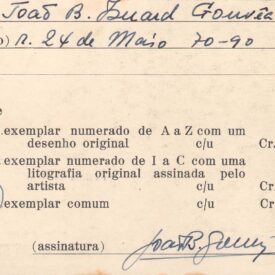 João B. Isnard Gouvêa
) R. 24 de Maio 70-90
exemplar numerado de A a Z com um
desenho original c/u Cr.
exemplar numerado de I a C com uma
litografia original assinada pelo
artista c/u Cr.
exemplar comum c/u Cr.
(assinatura)